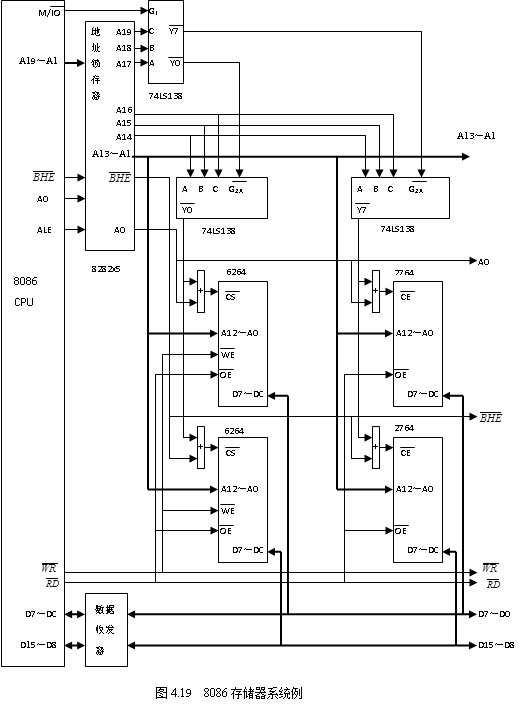 M/IO
A19～A1
BHE
A0
ALE
8086
CPU
WR
RD
D7～D0
D15～D8
地
址
锁
存
器
A19
A18
A17
A16
A15
A14
A13～A1
BHE
A0
8282x5
G1
C
B
A
Y7
Y0
74LS138
A B C G2A
Y0
74LS138
A B C G2A
Y7
74LS138
A13～A1
A0
+
6264
CS
A12～A0
WE
OE
D7～D0
+
2764
CE
A12～A0
OE
D7～D0
BHE
+
6264
CS
A12～A0
WE
OE
D7～D0
+
2764
CE
A12～A0
OE
D7～D0
WR
RD
数据
收发
器
D7～D0
D15～D8
图 4.19 8086 存储器系统例